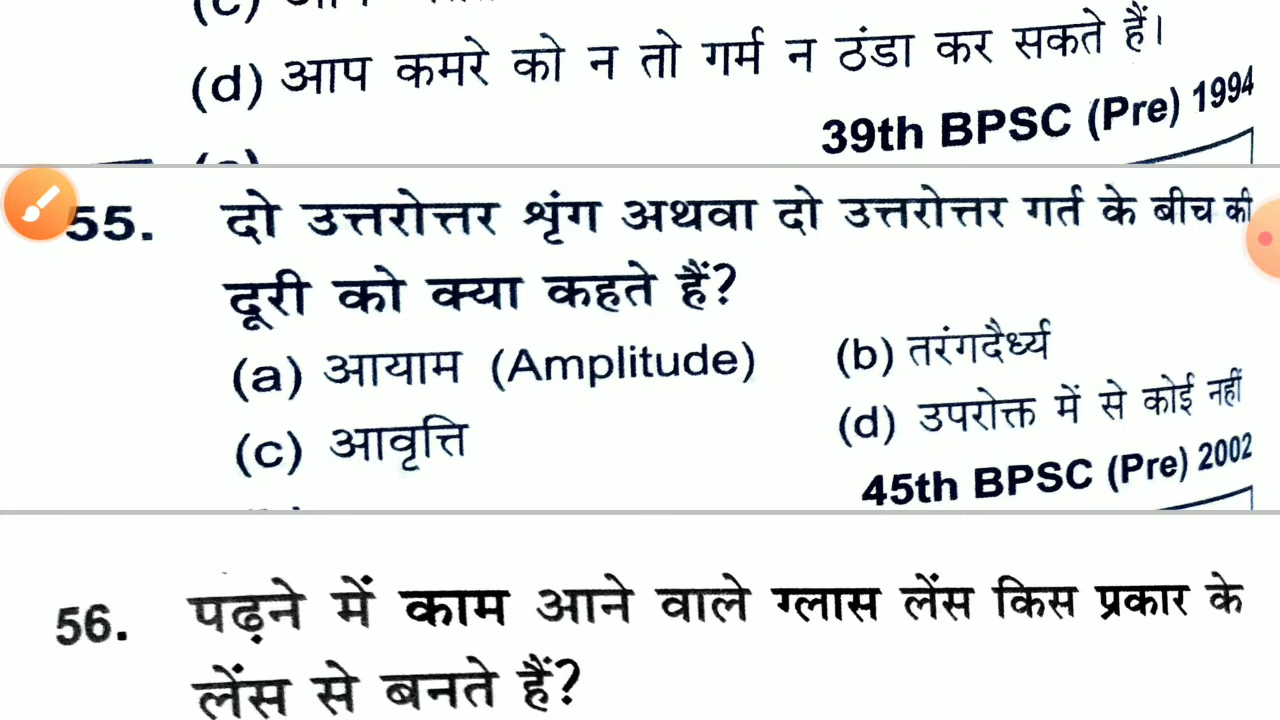 (d) आप कमरे को न तो गर्म न ठंडा कर सकते हैं।
39th BPSC (Pre) 1994
55. दो उत्तरोत्तर शृंग अथवा दो उत्तरोत्तर गर्त के बीच की
दूरी को क्या कहते हैं?
(a) आयाम (Amplitude) (b) तरंगदैर्ध्य
(c) आवृत्ति (d) उपरोक्त में से कोई नहीं
45th BPSC (Pre) 2002
56. पढ़ने में काम आने वाले ग्लास लेंस किस प्रकार के
लेंस से बनते हैं?